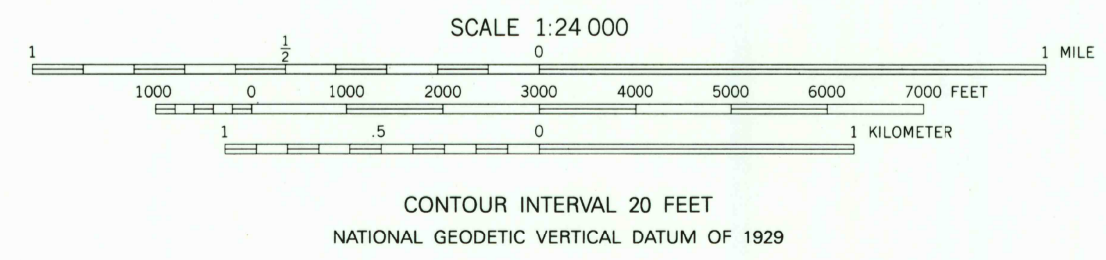 SCALE 1:24 000
1 1/2 0 1 MILE
1000 0 1000 2000 3000 4000 5000 6000 7000 FEET
1 .5 0 1 KILOMETER
CONTOUR INTERVAL 20 FEET
NATIONAL GEODETIC VERTICAL DATUM OF 1929